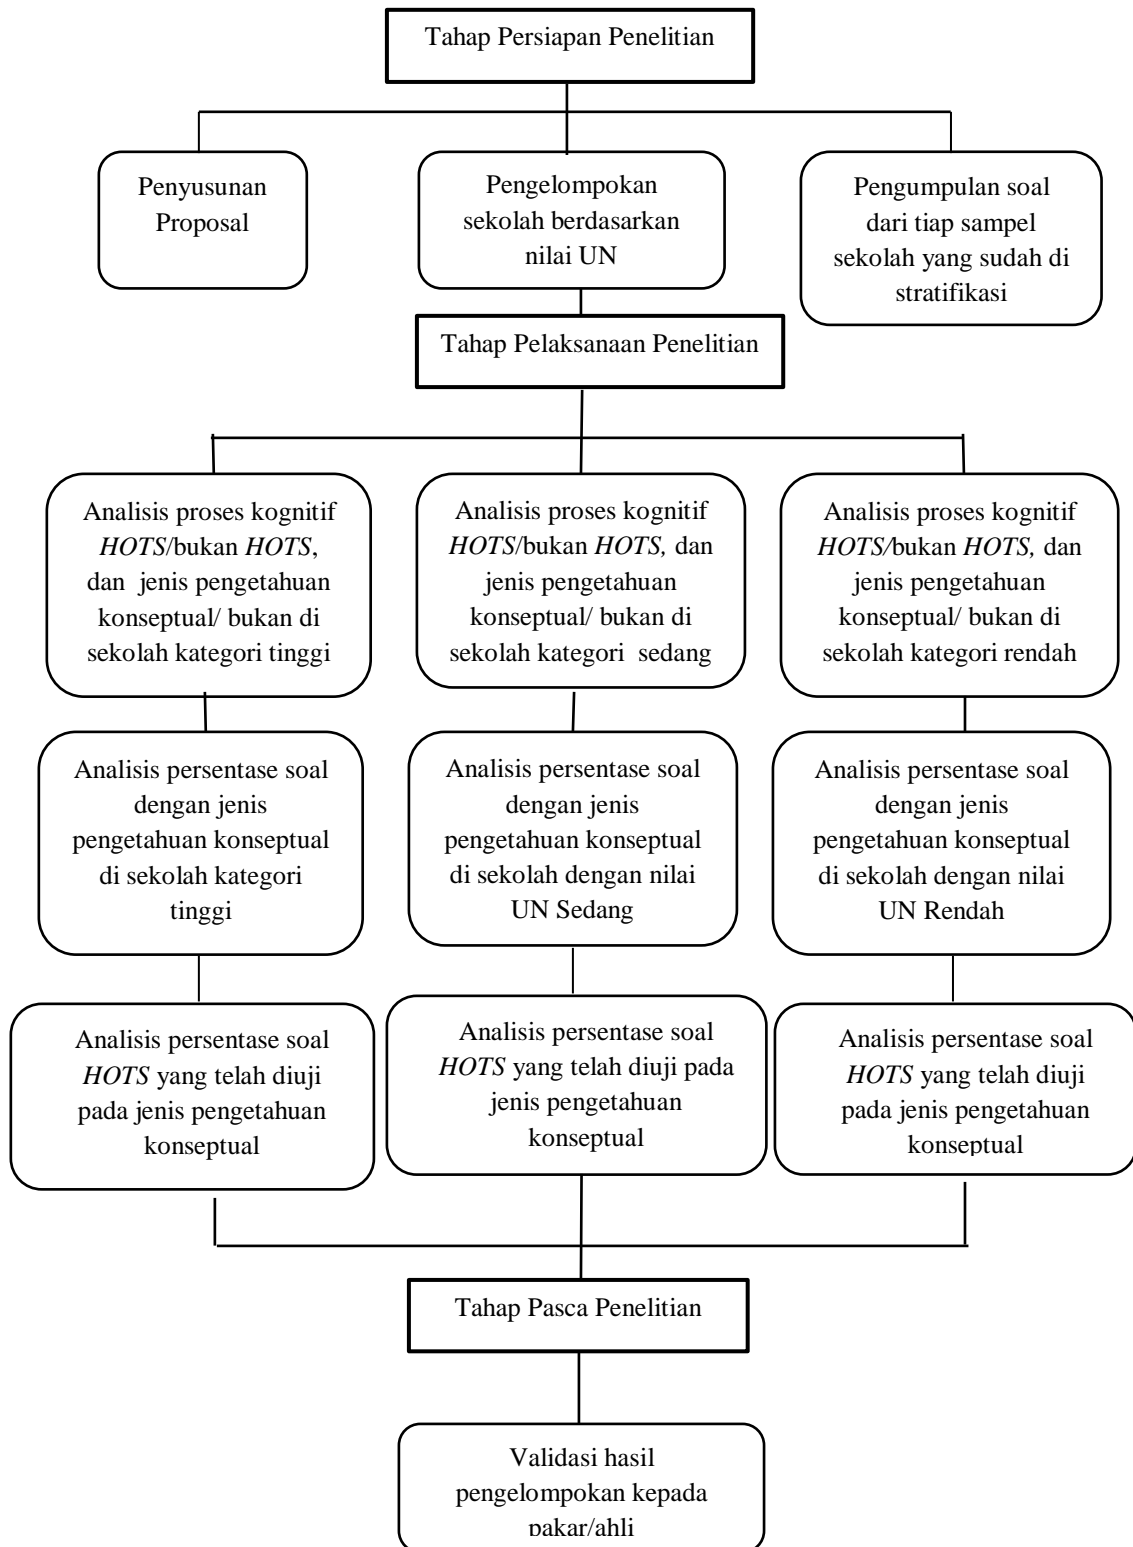 Tahap Persiapan Penelitian
Penyusunan
Proposal
Pengelompokan
sekolah berdasarkan
nilai UN
Pengumpulan soal
dari tiap sampel
sekolah yang sudah di
stratifikasi
Tahap Pelaksanaan Penelitian
Analisis proses kognitif
HOTS/bukan HOTS,
dan jenis pengetahuan
konseptual/ bukan di
sekolah kategori tinggi
Analisis proses kognitif
HOTS/bukan HOTS, dan
jenis pengetahuan
konseptual/ bukan di
sekolah kategori sedang
Analisis proses kognitif
HOTS/bukan HOTS, dan
jenis pengetahuan
konseptual/ bukan di
sekolah kategori rendah
Analisis persentase soal
dengan jenis
pengetahuan konseptual
di sekolah kategori
tinggi
Analisis persentase soal
dengan jenis
pengetahuan konseptual
di sekolah dengan nilai
UN Sedang
Analisis persentase soal
dengan jenis
pengetahuan konseptual
di sekolah dengan nilai
UN Rendah
Analisis persentase soal
HOTS yang telah diuji
pada jenis pengetahuan
konseptual
Analisis persentase soal
HOTS yang telah diuji pada
jenis pengetahuan
konseptual
Analisis persentase soal
HOTS yang telah diuji
pada jenis pengetahuan
konseptual
Tahap Pasca Penelitian
Validasi hasil
pengelompokan kepada
pakar/ahli